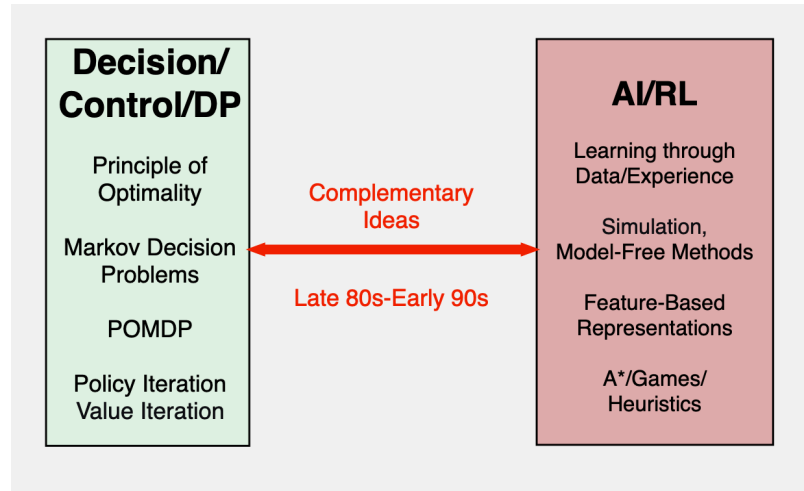 Decision/
Control/DP
Principle of
Optimality
Markov Decision
Problems
POMDP
Policy Iteration
Value Iteration
Complementary
Ideas
Late 80s-Early 90s
AI/RL
Learning through
Data/Experience
Simulation,
Model-Free Methods
Feature-Based
Representations
A*/Games/
Heuristics